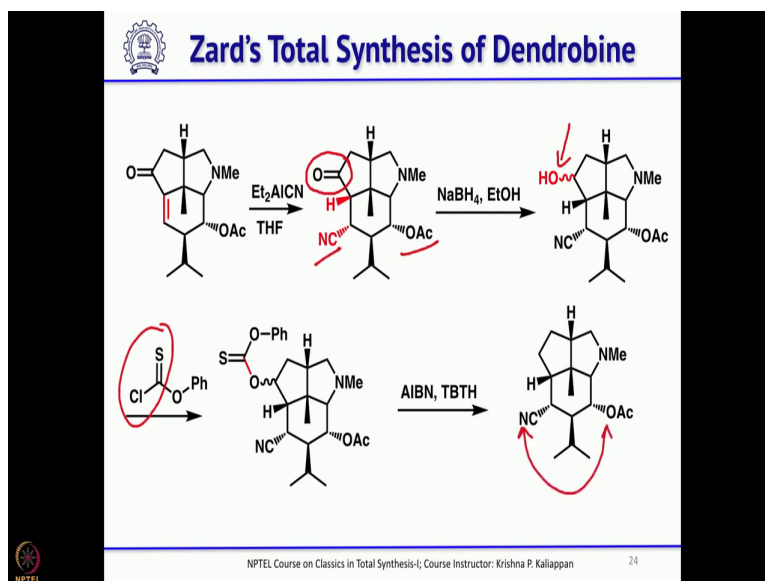 Zard's Total Synthesis of Dendrobine
H
O
NMe
OAc
Et₂AlCN
THF
H
O
NMe
H
NC
OAc
NaBH₄, EtOH
H
HO
NMe
H
NC
OAc
S
Cl
O
Ph
O–Ph
S
O
H
NMe
H
NC
OAc
AIBN, TBTH
H
NMe
H
NC
OAc
NPTEL
NPTEL Course on Classics in Total Synthesis-I; Course Instructor: Krishna P. Kaliappan
24